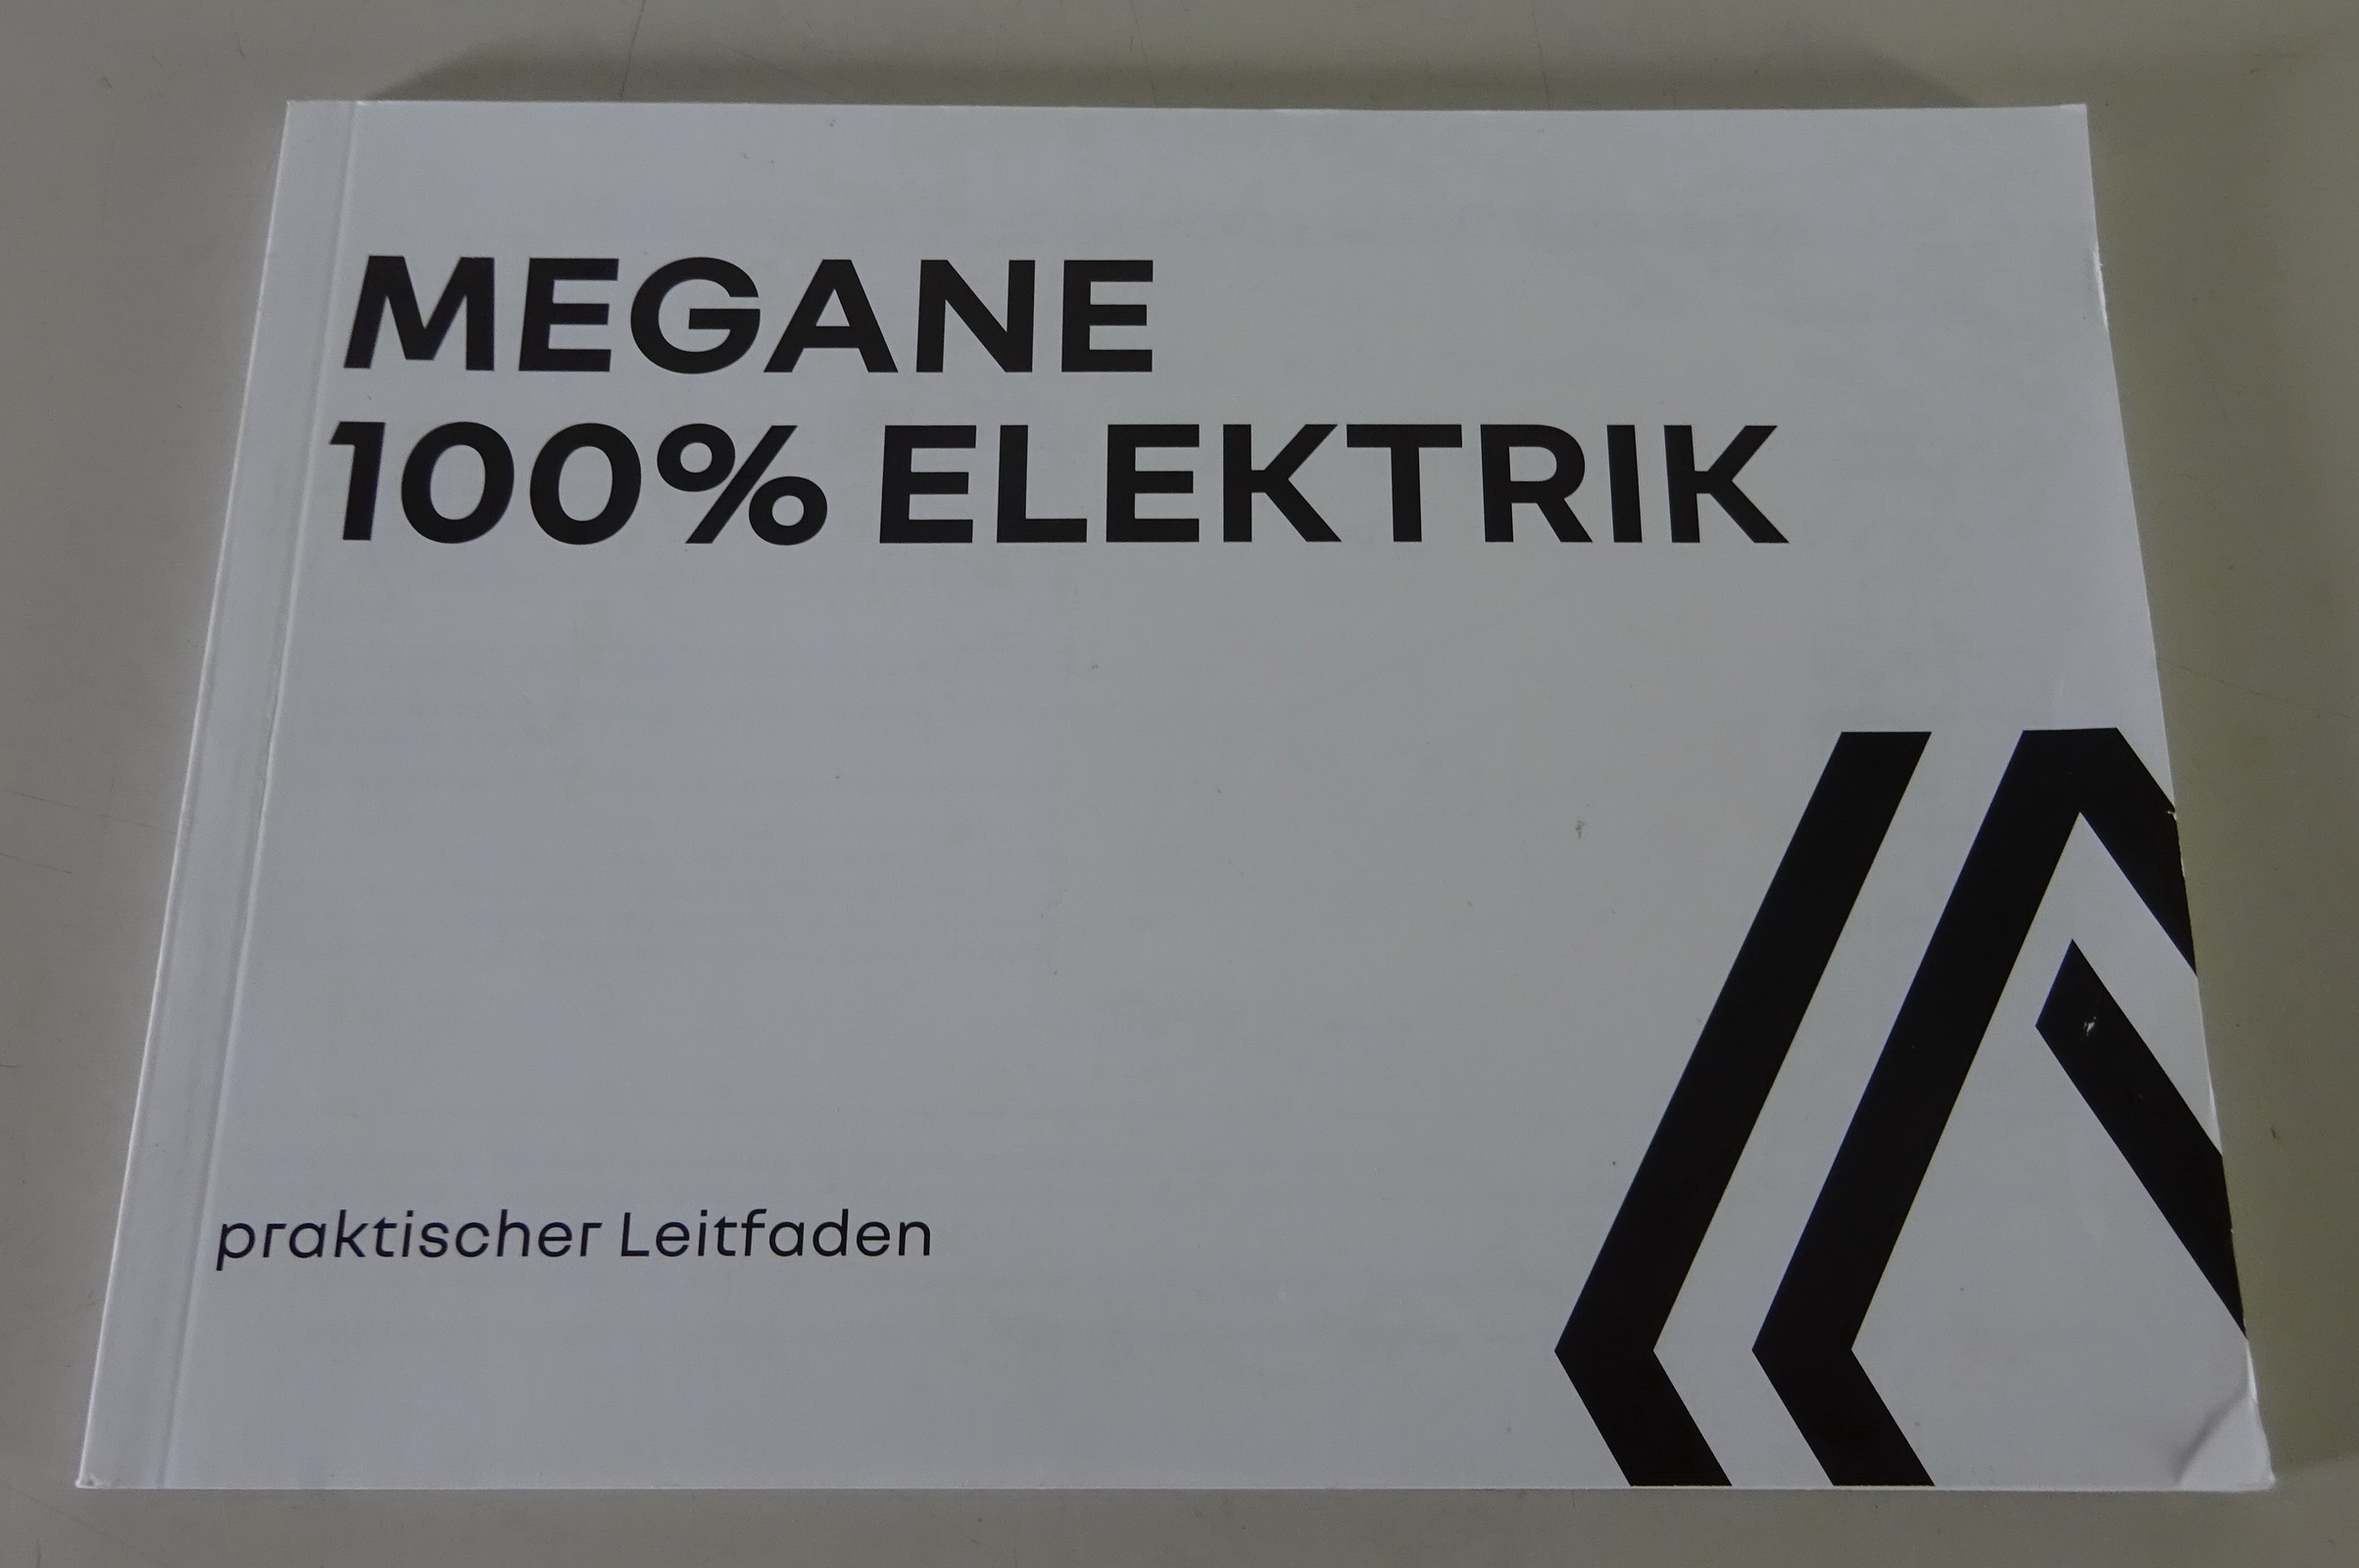 MEGANE
100% ELEKTRIK
praktischer Leitfaden